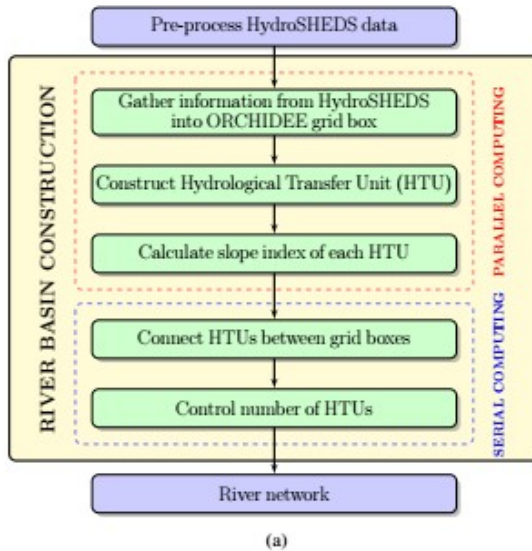 Pre-process HydroSHEDS data
RIVER BASIN CONSTRUCTION
PARALLEL COMPUTING
Gather information from HydroSHEDS
into ORCHIDEE grid box
Construct Hydrological Transfer Unit (HTU)
Calculate slope index of each HTU
SERIAL COMPUTING
Connect HTUs between grid boxes
Control number of HTUs
River network
(a)